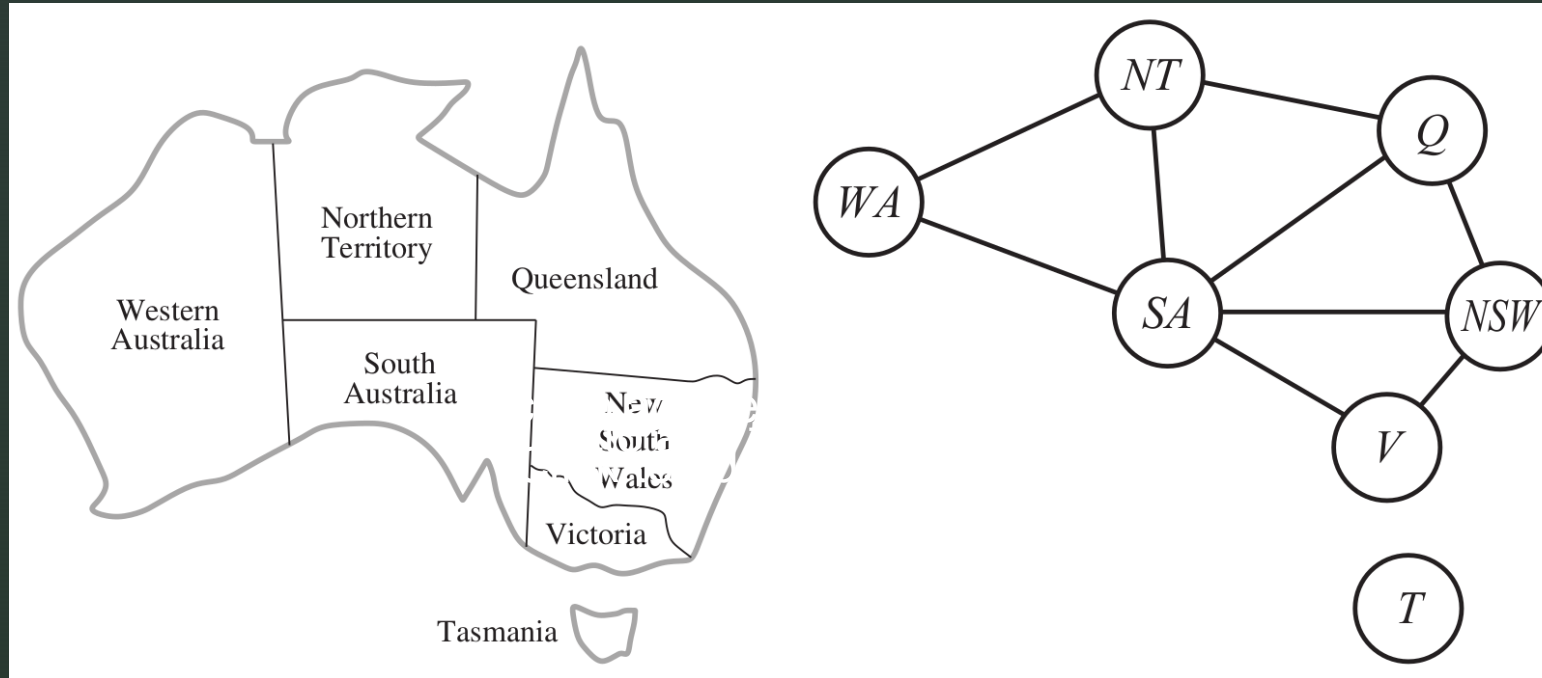 Northern
Territory
Western
Australia
Queensland
South
Australia
New
South
Wales
Victoria
Tasmania
NT
Q
WA
SA
NSW
V
T